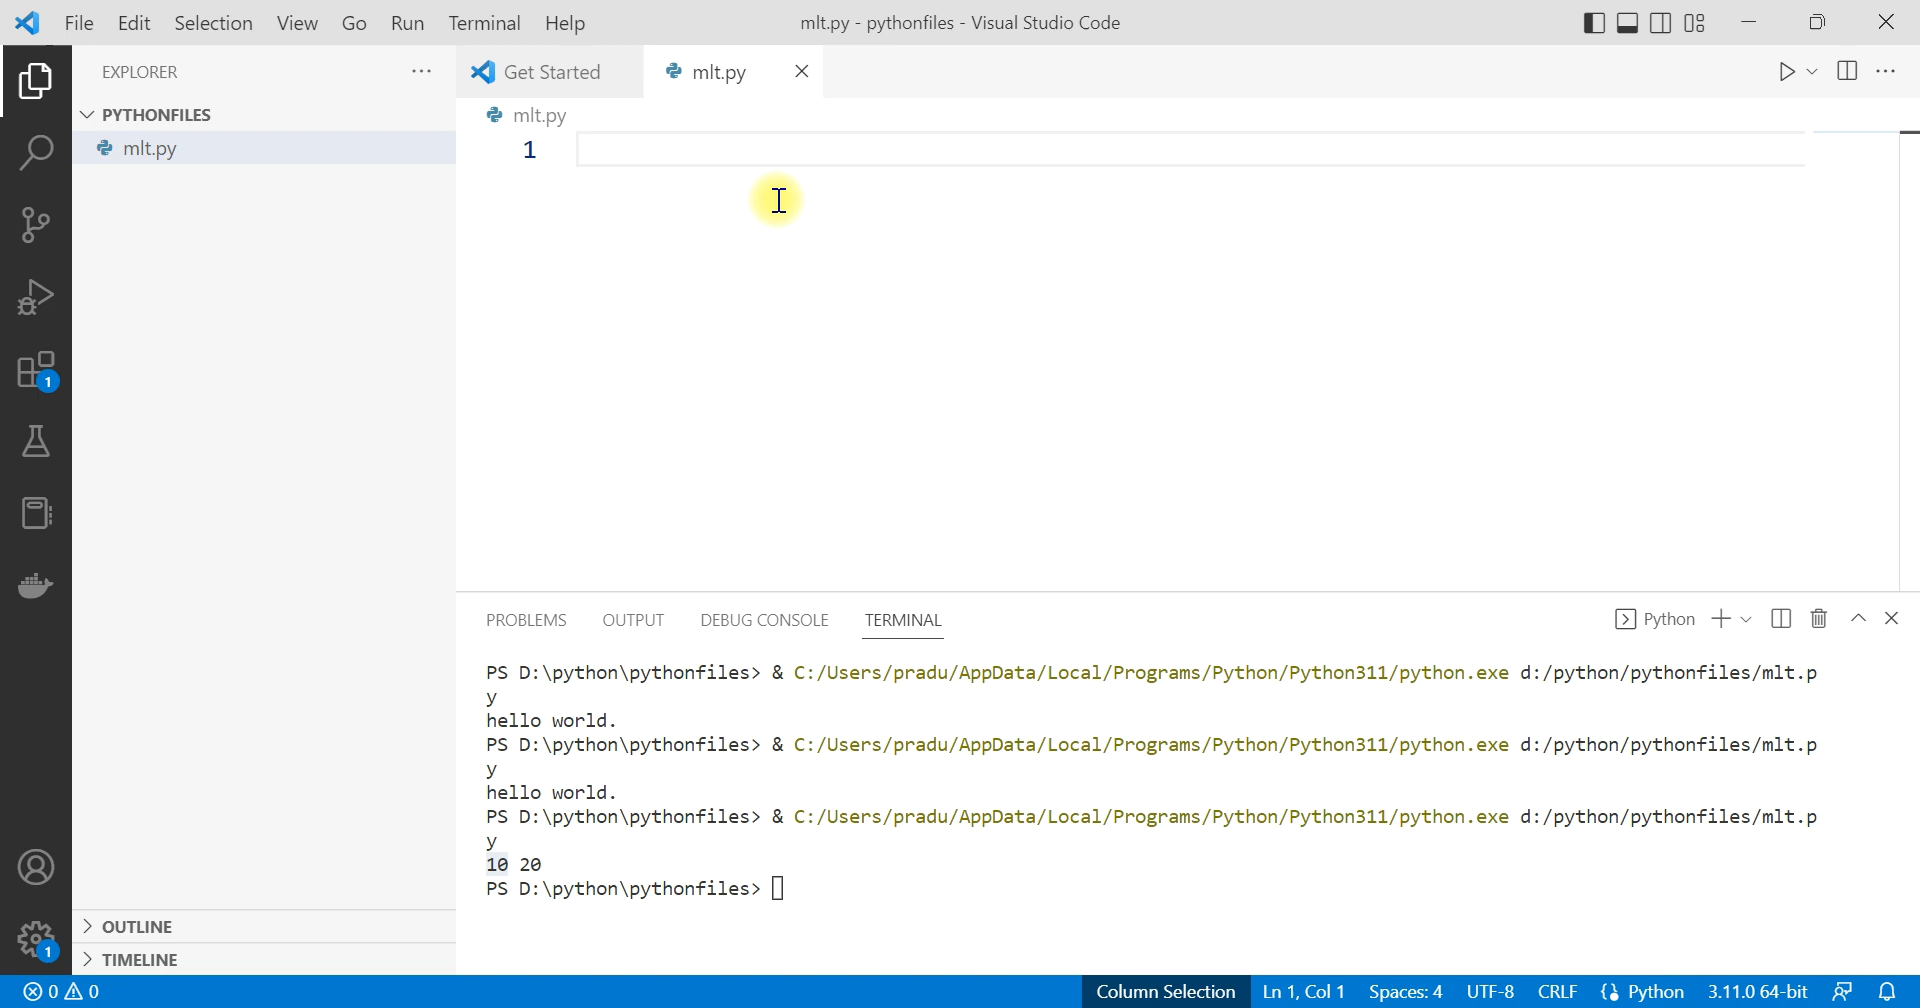 File Edit Selection View Go Run Terminal Help
mlt.py - pythonfiles - Visual Studio Code
EXPLORER
PYTHONFILES
mlt.py
1
OUTLINE
TIMELINE
1
Get Started
mlt.py
mlt.py
1
PROBLEMS OUTPUT DEBUG CONSOLE TERMINAL
Python
PS D:\python\pythonfiles> & C:/Users/pradu/AppData/Local/Programs/Python/Python311/python.exe d:/python/pythonfiles/mlt.p
y
hello world.
PS D:\python\pythonfiles> & C:/Users/pradu/AppData/Local/Programs/Python/Python311/python.exe d:/python/pythonfiles/mlt.p
y
hello world.
PS D:\python\pythonfiles> & C:/Users/pradu/AppData/Local/Programs/Python/Python311/python.exe d:/python/pythonfiles/mlt.p
y
10 20
PS D:\python\pythonfiles>
0 0 Column Selection Ln 1, Col 1 Spaces: 4 UTF-8 CRLF Python 3.11.0 64-bit